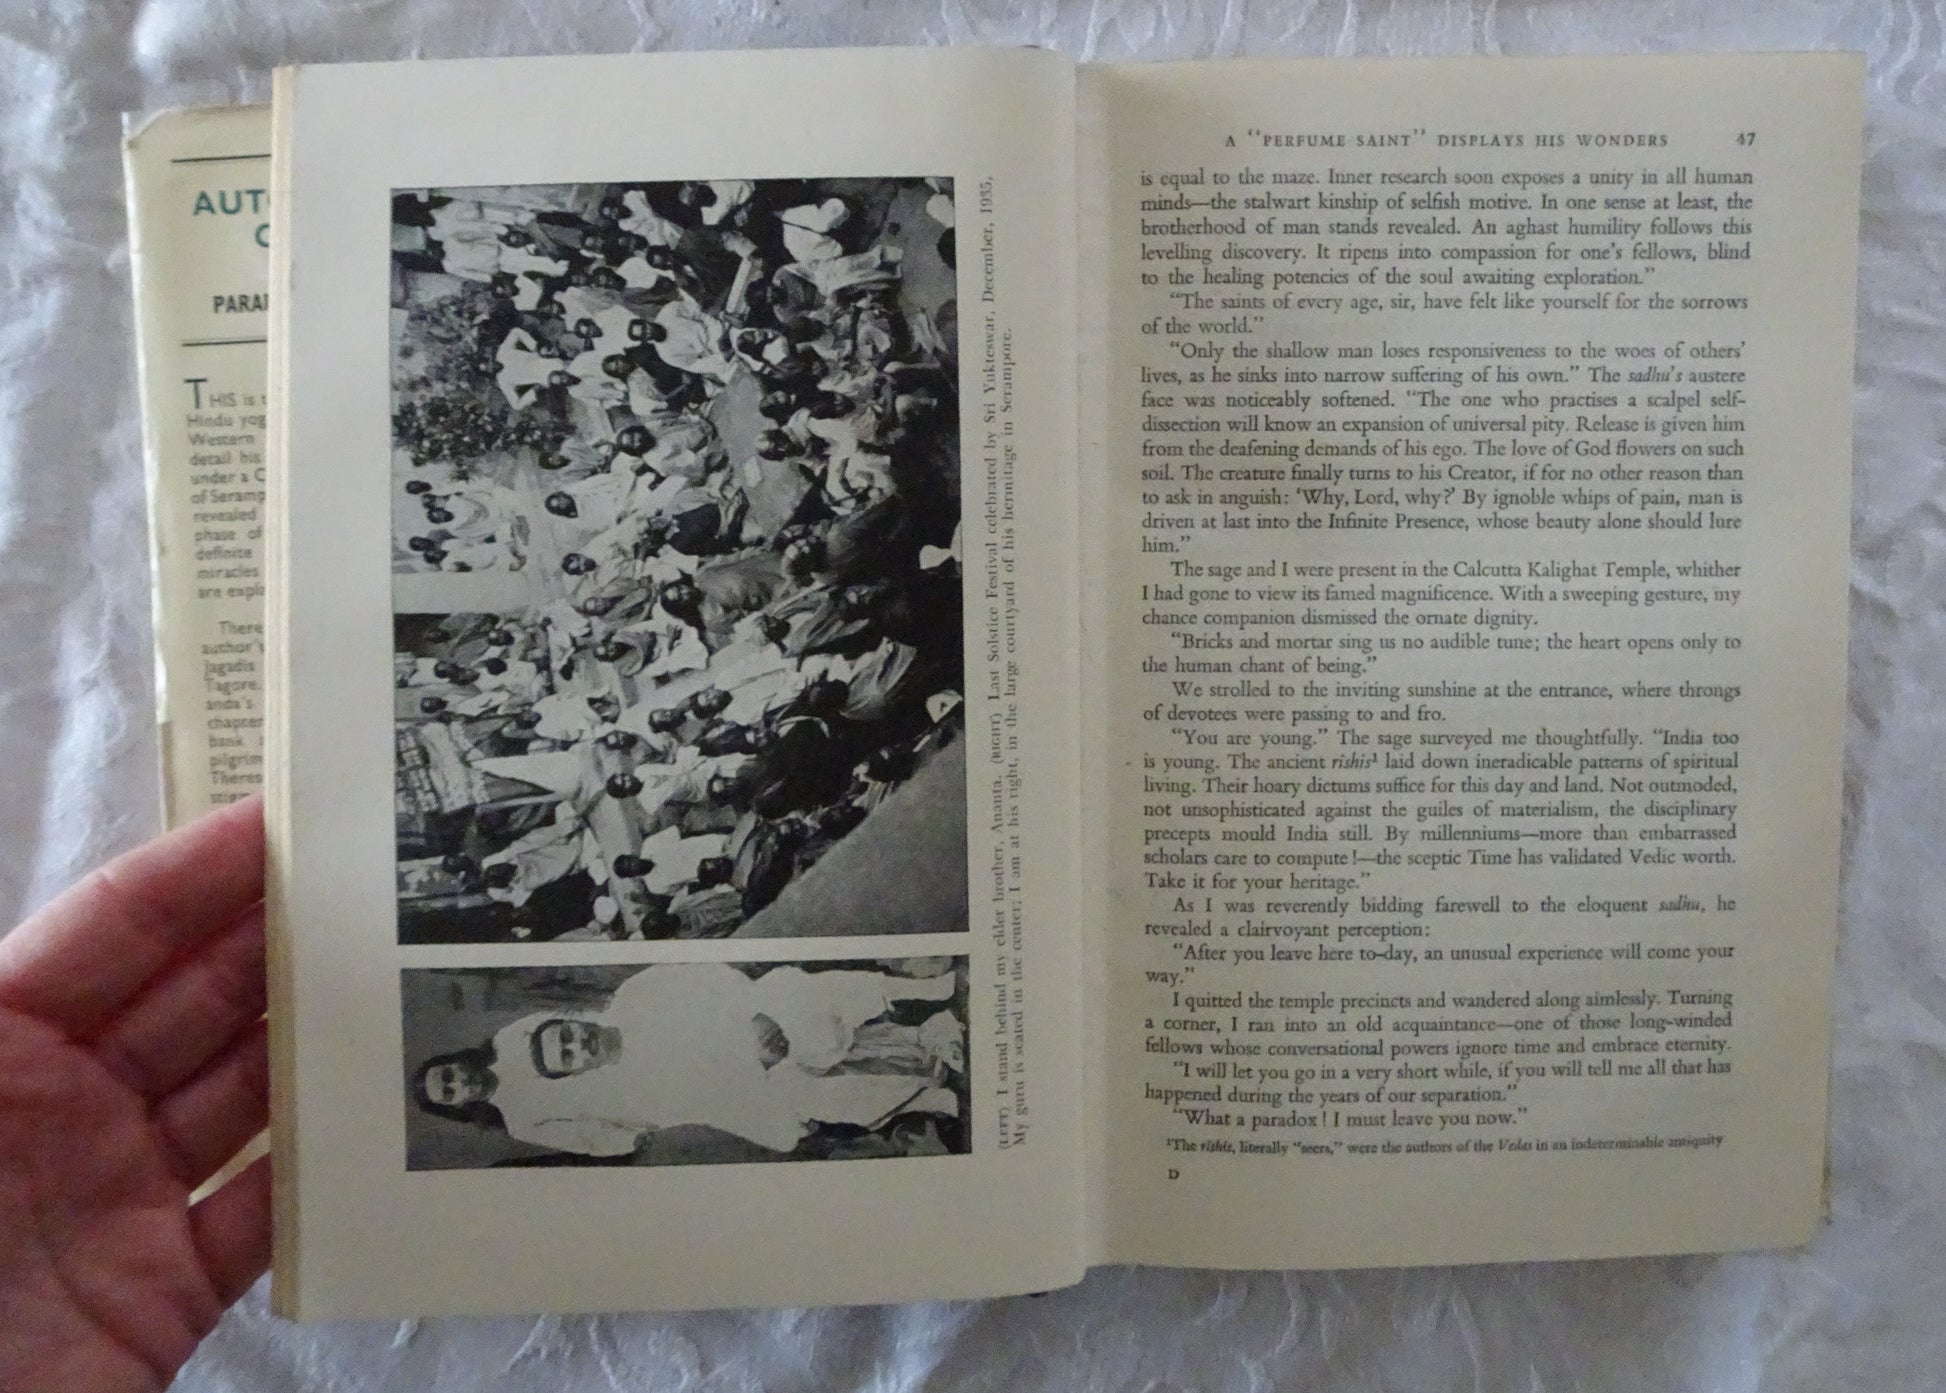 AUT
PARA
THIS is
Hindu yog
Western
detail his
under a C
of Seramp
revealed
phase of
definite
miracles
are expl
There
author's
Jagadis
Tagore.
anda's
chapter
bank
pilgrim
Theres
stigm
(LEFT) I stand behind my elder brother, Ananta. (RIGHT) Last Solstice Festival celebrated by Sri Yukteswar, December, 1935,
My guru is seated in the center; I am at his right, in the large courtyard of his hermitage in Serampore.
A "PERFUME SAINT" DISPLAYS HIS WONDERS 47
is equal to the maze. Inner research soon exposes a unity in all human
minds—the stalwart kinship of selfish motive. In one sense at least, the
brotherhood of man stands revealed. An aghast humility follows this
levelling discovery. It ripens into compassion for one's fellows, blind
to the healing potencies of the soul awaiting exploration."
"The saints of every age, sir, have felt like yourself for the sorrows
of the world."
"Only the shallow man loses responsiveness to the woes of others'
lives, as he sinks into narrow suffering of his own." The sadhu's austere
face was noticeably softened. "The one who practises a scalpel self-
dissection will know an expansion of universal pity. Release is given him
from the deafening demands of his ego. The love of God flowers on such
soil. The creature finally turns to his Creator, if for no other reason than
to ask in anguish: 'Why, Lord, why?' By ignoble whips of pain, man is
driven at last into the Infinite Presence, whose beauty alone should lure
him."
The sage and I were present in the Calcutta Kalighat Temple, whither
I had gone to view its famed magnificence. With a sweeping gesture, my
chance companion dismissed the ornate dignity.
"Bricks and mortar sing us no audible tune; the heart opens only to
the human chant of being."
We strolled to the inviting sunshine at the entrance, where throngs
of devotees were passing to and fro.
"You are young." The sage surveyed me thoughtfully. "India too
is young. The ancient rishis¹ laid down ineradicable patterns of spiritual
living. Their hoary dictums suffice for this day and land. Not outmoded,
not unsophisticated against the guiles of materialism, the disciplinary
precepts mould India still. By millenniums—more than embarrassed
scholars care to compute!—the sceptic Time has validated Vedic worth.
Take it for your heritage."
As I was reverently bidding farewell to the eloquent sadhu, he
revealed a clairvoyant perception:
"After you leave here to-day, an unusual experience will come your
way."
I quitted the temple precincts and wandered along aimlessly. Turning
a corner, I ran into an old acquaintance—one of those long-winded
fellows whose conversational powers ignore time and embrace eternity.
"I will let you go in a very short while, if you will tell me all that has
happened during the years of our separation."
"What a paradox! I must leave you now."
¹The rishis, literally "seers," were the authors of the Vedas in an indeterminable antiquity
D